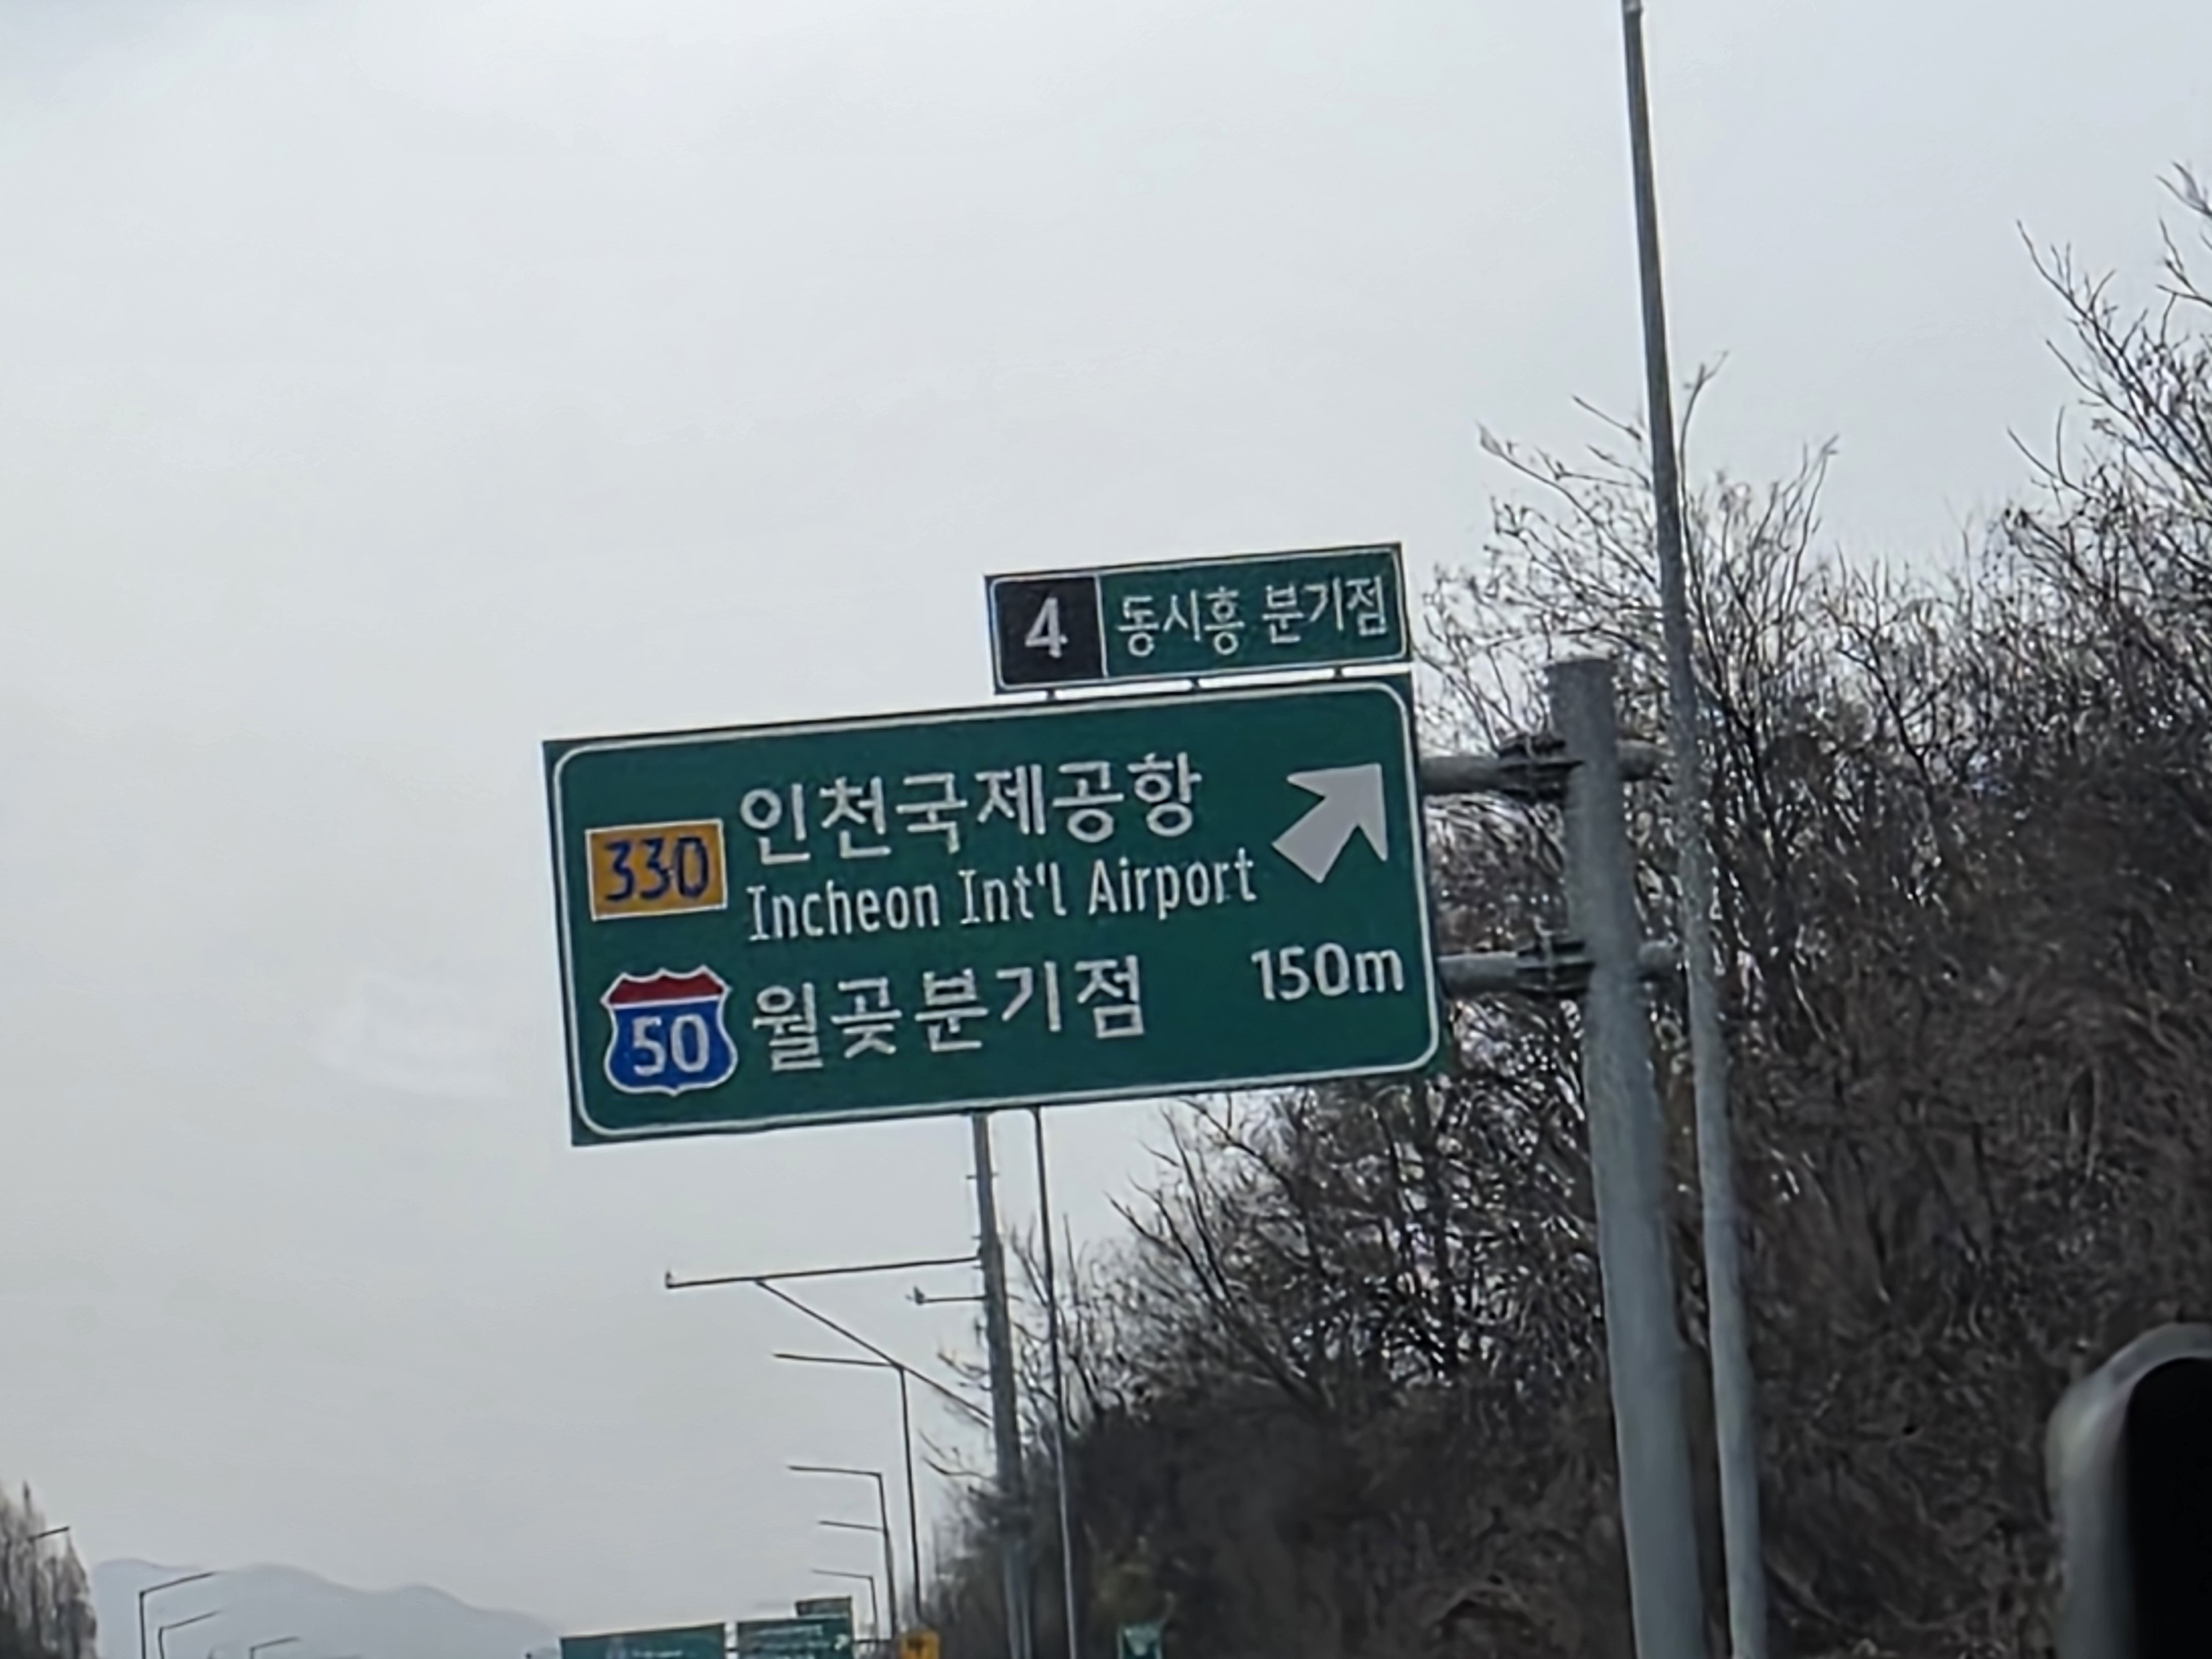 4 동시흥 분기점
330 인천국제공항
Incheon Int'l Airport
50 월곶분기점 150m